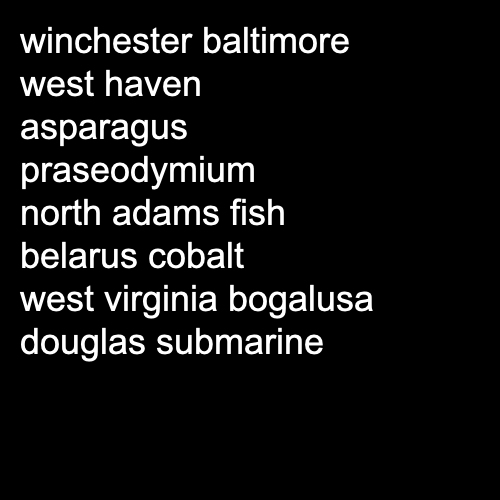 winchester baltimore
west haven
asparagus
praseodymium
north adams fish
belarus cobalt
west virginia bogalusa
douglas submarine